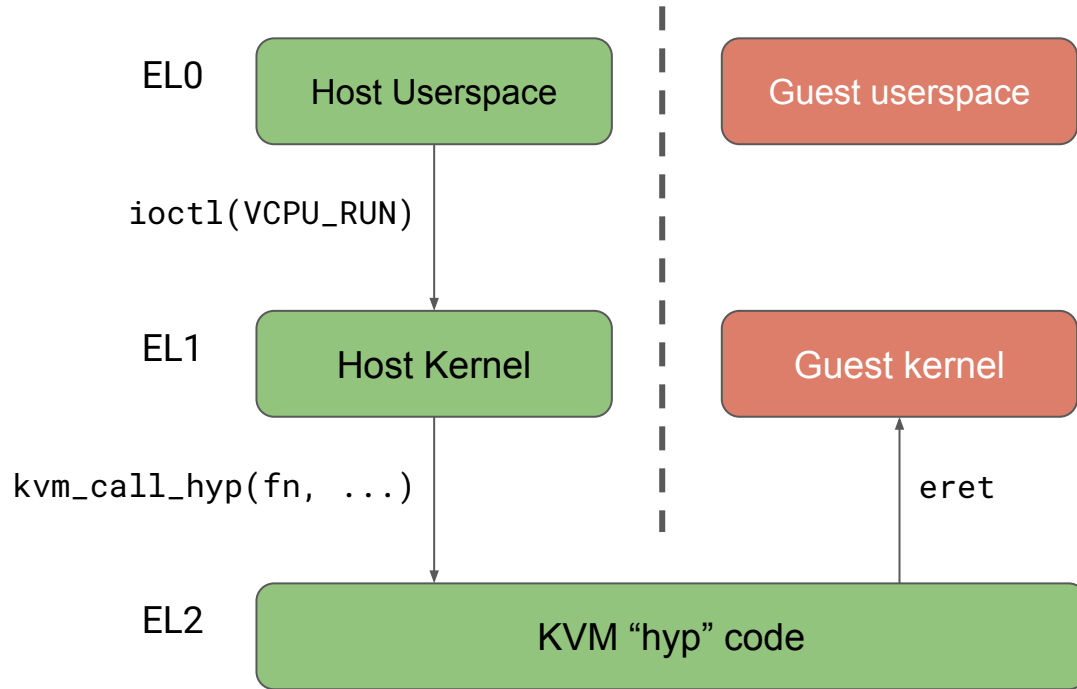 EL0
Host Userspace
Guest userspace
ioctl(VCPU_RUN)
EL1
Host Kernel
Guest kernel
kvm_call_hyp(fn, ...)
eret
EL2
KVM “hyp” code